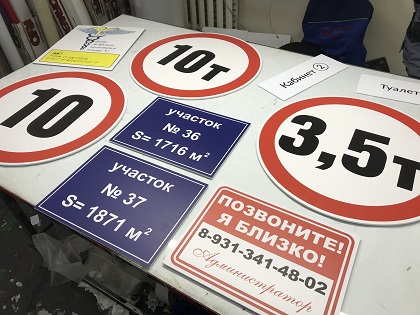 10т
Кабинет 2
Туалет
10
участок
№ 36
S= 1716 м²
3,5т
участок
№ 37
S= 1871 м²
ПОЗВОНИТЕ!
Я БЛИЗКО!
8-931-341-48-02
Администратор